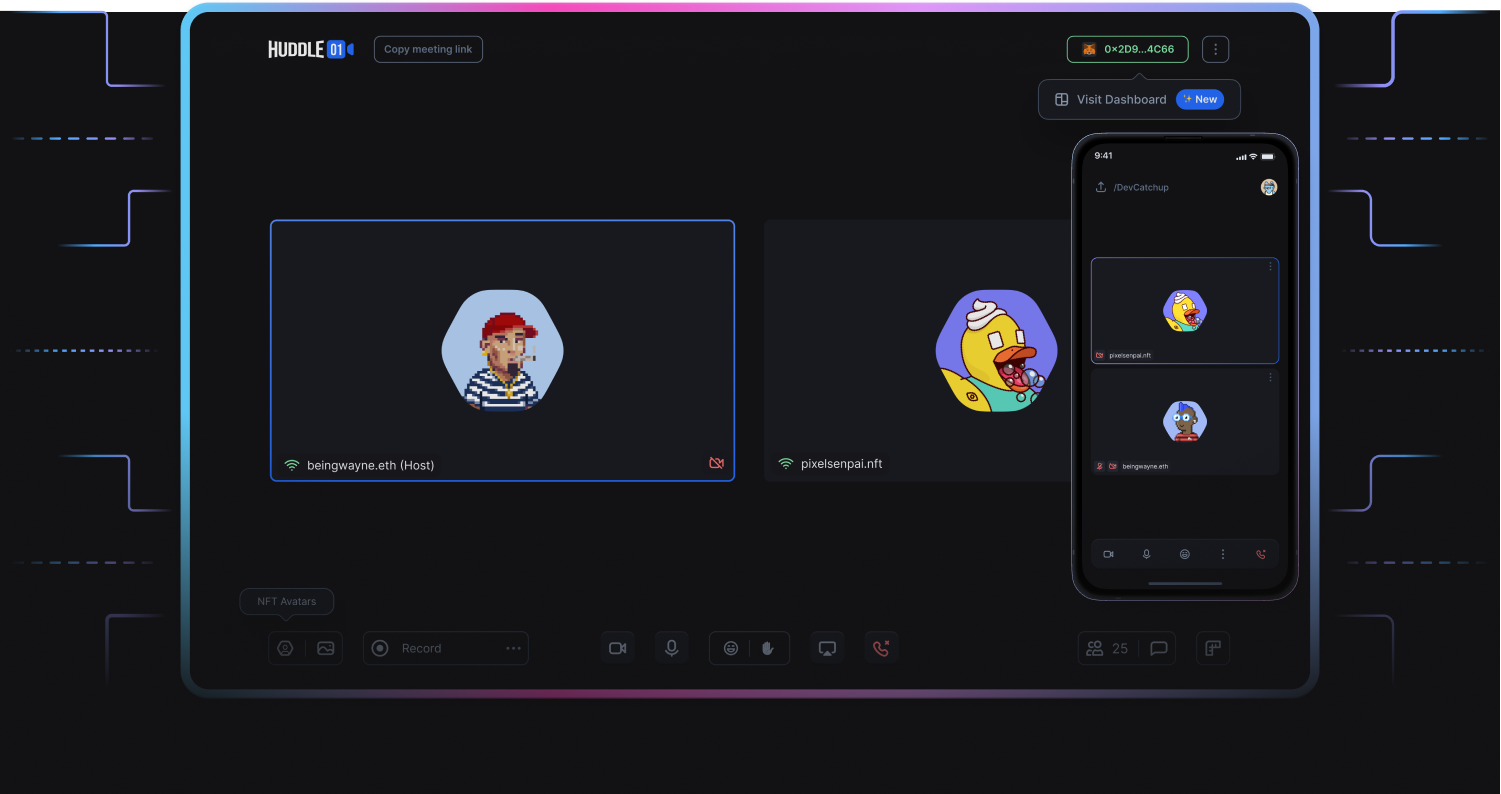 HUDDLE 01
Copy meeting link
0×2D9...4C66
Visit Dashboard
New
9:41
/DevCatchup
pixelsenpai.nft
beingwayne.eth
beingwayne.eth (Host)
pixelsenpai.nft
NFT Avatars
Record
25